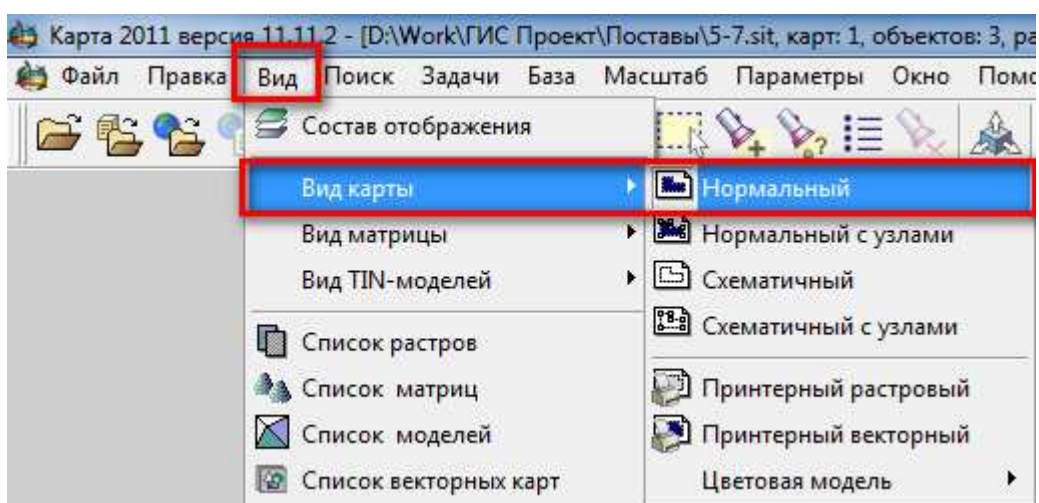 Карта 2011 версия 11.11.2 - [D:\Work\ГИС Проект\Поставы\5-7.sit, карт: 1, объектов: 3, ра
Файл Правка Вид Поиск Задачи База Масштаб Параметры Окно Помо
Состав отображения
Вид карты
Нормальный
Вид матрицы
Нормальный с узлами
Вид TIN-моделей
Схематичный
Схематичный с узлами
Список растров
Список матриц
Принтерный растровый
Список моделей
Принтерный векторный
Список векторных карт
Цветовая модель